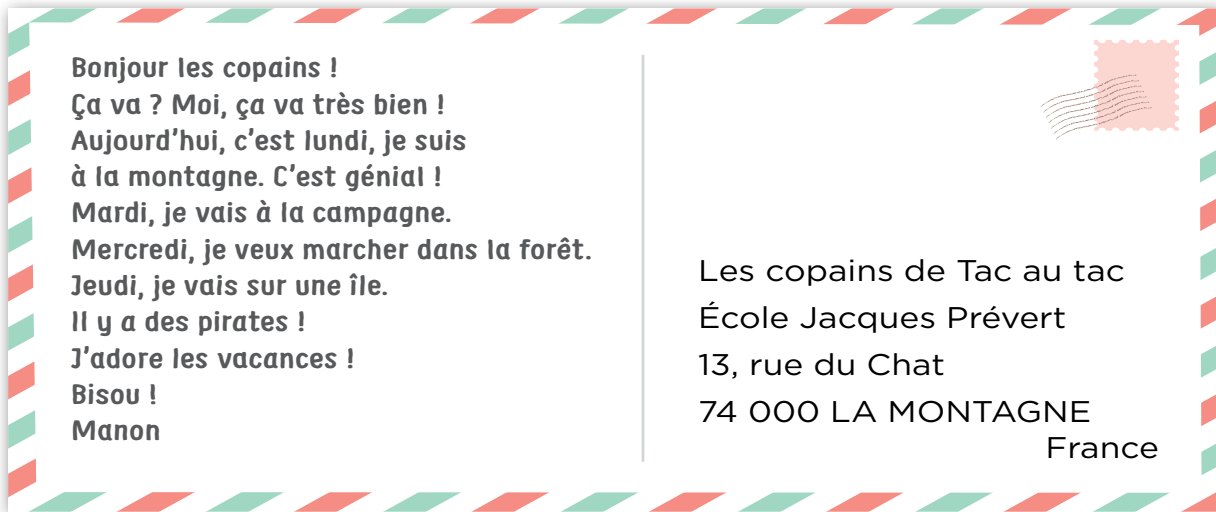 Bonjour les copains !
Ça va ? Moi, ça va très bien !
Aujourd'hui, c'est lundi, je suis
à la montagne. C'est génial !
Mardi, je vais à la campagne.
Mercredi, je veux marcher dans la forêt.
Jeudi, je vais sur une île.
Il y a des pirates !
J'adore les vacances !
Bisou !
Manon
Les copains de Tac au tac
École Jacques Prévert
13, rue du Chat
74 000 LA MONTAGNE
France